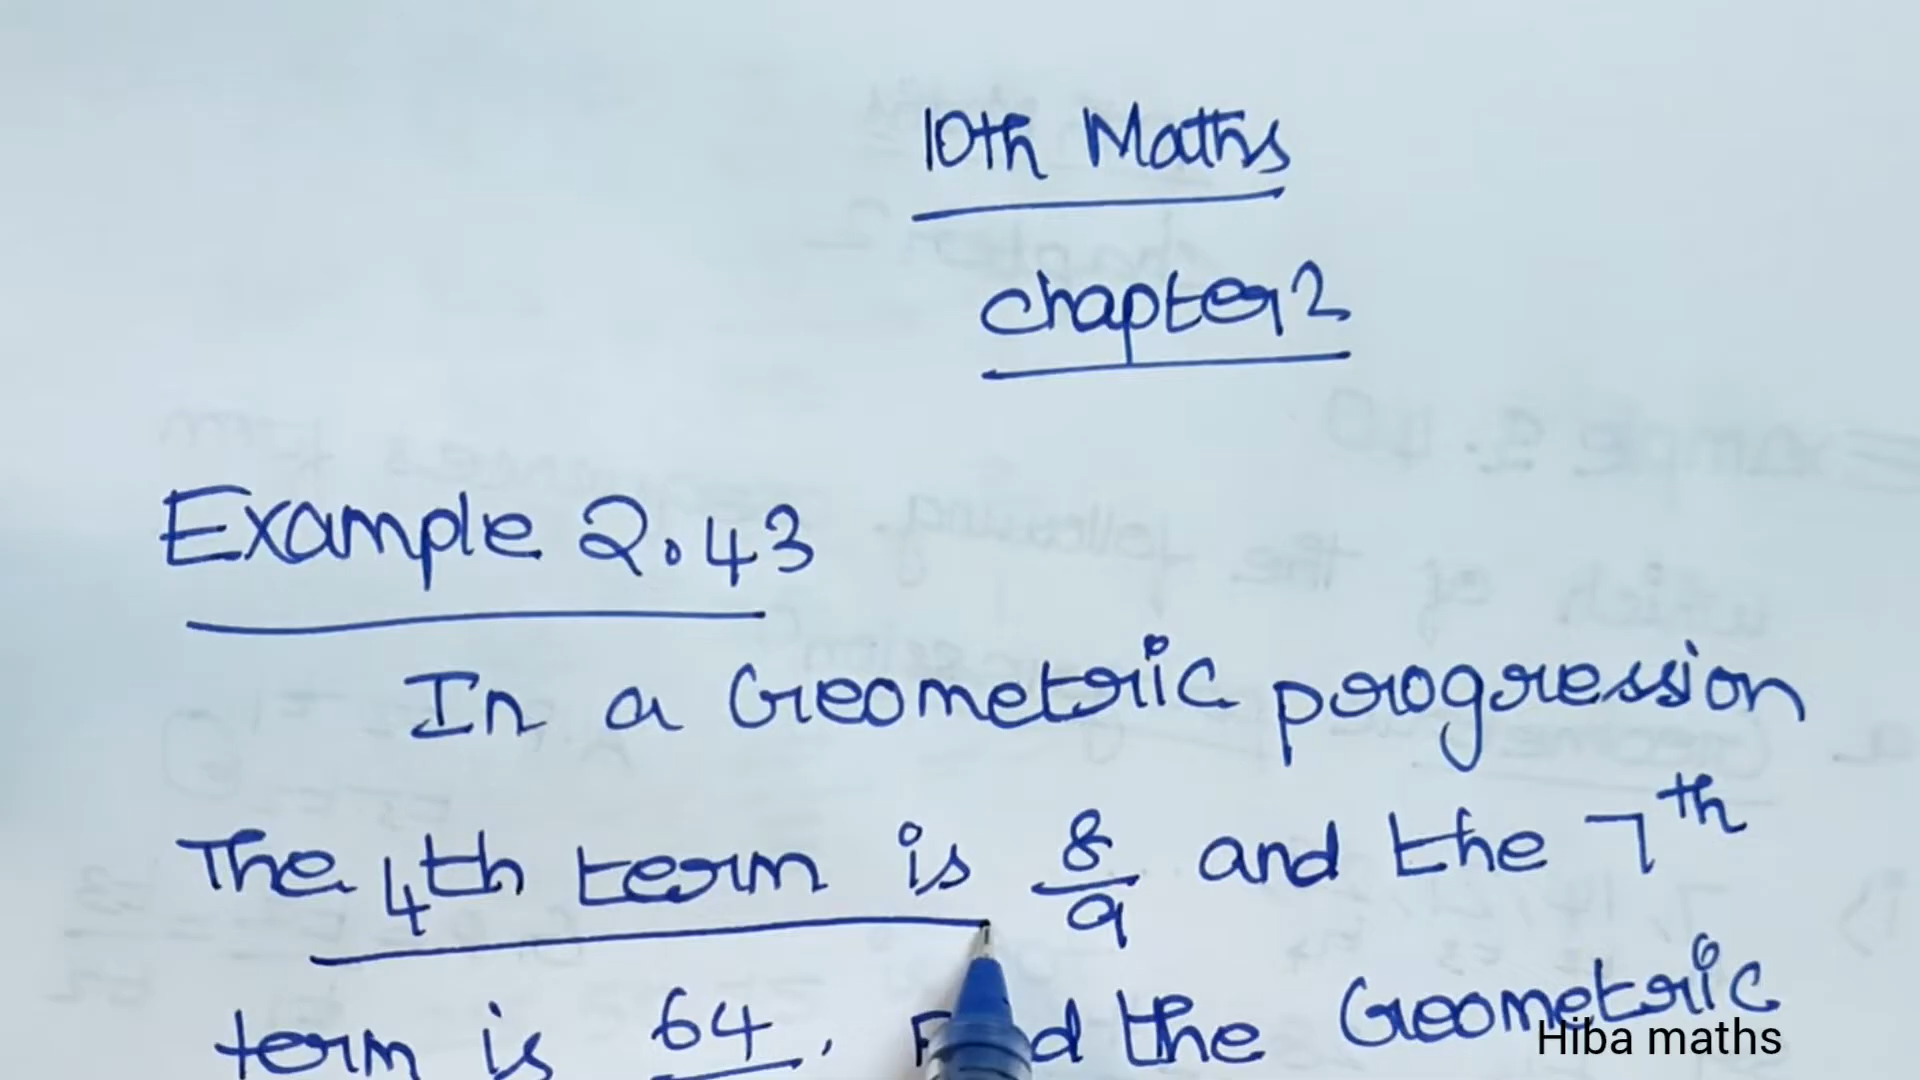 10th Maths
chapter 2
Example 2.43
In a Geometric progression
The 4th term is 8/9 and the 7th
term is 64 , the Geometric
Hiba maths